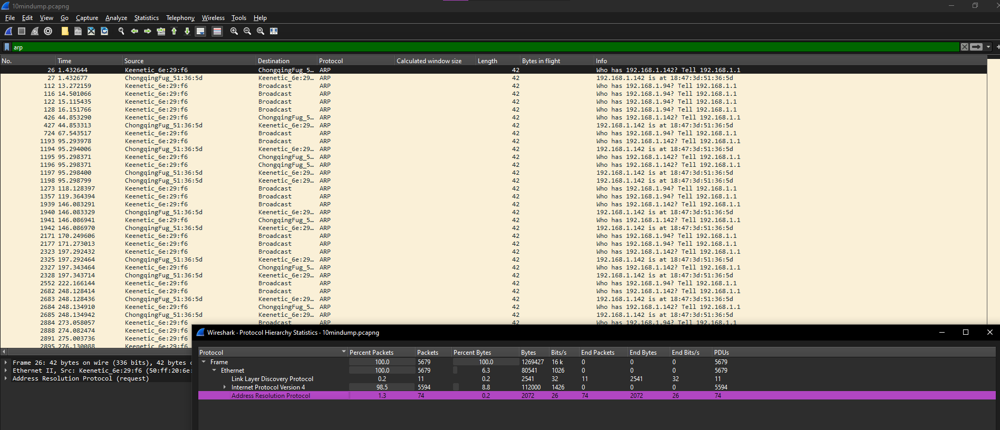 10mindump.pcapng
File Edit View Go Capture Analyze Statistics Telephony Wireless Tools Help
arp
No. Time Source Destination Protocol Calculated window size Length Bytes in flight Info
26 1.432644 Keenetic_6e:29:f6 ChongqingFug_5… ARP 42 Who has 192.168.1.142? Tell 192.168.1.1
27 1.432677 ChongqingFug_51:36:5d Keenetic_6e:29… ARP 42 192.168.1.142 is at 18:47:3d:51:36:5d
112 13.272159 Keenetic_6e:29:f6 Broadcast ARP 42 Who has 192.168.1.94? Tell 192.168.1.1
116 14.501066 Keenetic_6e:29:f6 Broadcast ARP 42 Who has 192.168.1.94? Tell 192.168.1.1
122 15.115435 Keenetic_6e:29:f6 Broadcast ARP 42 Who has 192.168.1.94? Tell 192.168.1.1
128 16.151766 Keenetic_6e:29:f6 Broadcast ARP 42 Who has 192.168.1.94? Tell 192.168.1.1
426 44.853290 Keenetic_6e:29:f6 ChongqingFug_5… ARP 42 Who has 192.168.1.142? Tell 192.168.1.1
427 44.853313 ChongqingFug_51:36:5d Keenetic_6e:29… ARP 42 192.168.1.142 is at 18:47:3d:51:36:5d
724 67.543517 Keenetic_6e:29:f6 Broadcast ARP 42 Who has 192.168.1.94? Tell 192.168.1.1
1193 95.293978 Keenetic_6e:29:f6 Broadcast ARP 42 Who has 192.168.1.142? Tell 192.168.1.1
1194 95.294006 ChongqingFug_51:36:5d Keenetic_6e:29… ARP 42 192.168.1.142 is at 18:47:3d:51:36:5d
1195 95.298371 Keenetic_6e:29:f6 ChongqingFug_5… ARP 42 Who has 192.168.1.142? Tell 192.168.1.1
1196 95.298371 Keenetic_6e:29:f6 ChongqingFug_5… ARP 42 Who has 192.168.1.142? Tell 192.168.1.1
1197 95.298400 ChongqingFug_51:36:5d Keenetic_6e:29… ARP 42 192.168.1.142 is at 18:47:3d:51:36:5d
1198 95.298799 ChongqingFug_51:36:5d Keenetic_6e:29… ARP 42 192.168.1.142 is at 18:47:3d:51:36:5d
1273 118.128397 Keenetic_6e:29:f6 Broadcast ARP 42 Who has 192.168.1.94? Tell 192.168.1.1
1357 119.364394 Keenetic_6e:29:f6 Broadcast ARP 42 Who has 192.168.1.94? Tell 192.168.1.1
1939 146.083291 Keenetic_6e:29:f6 Broadcast ARP 42 Who has 192.168.1.142? Tell 192.168.1.1
1940 146.083329 ChongqingFug_51:36:5d Keenetic_6e:29… ARP 42 192.168.1.142 is at 18:47:3d:51:36:5d
1941 146.086941 Keenetic_6e:29:f6 ChongqingFug_5… ARP 42 Who has 192.168.1.142? Tell 192.168.1.1
1942 146.086970 ChongqingFug_51:36:5d Keenetic_6e:29… ARP 42 192.168.1.142 is at 18:47:3d:51:36:5d
2171 170.249606 Keenetic_6e:29:f6 Broadcast ARP 42 Who has 192.168.1.94? Tell 192.168.1.1
2177 171.273013 Keenetic_6e:29:f6 Broadcast ARP 42 Who has 192.168.1.94? Tell 192.168.1.1
2323 197.292432 Keenetic_6e:29:f6 Broadcast ARP 42 Who has 192.168.1.142? Tell 192.168.1.1
2325 197.292464 ChongqingFug_51:36:5d Keenetic_6e:29… ARP 42 192.168.1.142 is at 18:47:3d:51:36:5d
2327 197.343464 Keenetic_6e:29:f6 ChongqingFug_5… ARP 42 Who has 192.168.1.142? Tell 192.168.1.1
2328 197.343714 ChongqingFug_51:36:5d Keenetic_6e:29… ARP 42 192.168.1.142 is at 18:47:3d:51:36:5d
2552 222.166144 Keenetic_6e:29:f6 Broadcast ARP 42 Who has 192.168.1.94? Tell 192.168.1.1
2682 248.128414 Keenetic_6e:29:f6 Broadcast ARP 42 Who has 192.168.1.142? Tell 192.168.1.1
2683 248.128436 ChongqingFug_51:36:5d Keenetic_6e:29… ARP 42 192.168.1.142 is at 18:47:3d:51:36:5d
2684 248.134910 Keenetic_6e:29:f6 ChongqingFug_5… ARP 42 Who has 192.168.1.142? Tell 192.168.1.1
2685 248.134942 ChongqingFug_51:36:5d Keenetic_6e:29… ARP 42 192.168.1.142 is at 18:47:3d:51:36:5d
2884 273.058057 Keenetic_6e:29:f6 Broadcast ARP 42 Who has 192.168.1.94? Tell 192.168.1.1
2888 274.082474 Keenetic_6e:29:f6
2891 275.003736 Keenetic_6e:29:f6
2895 276.130088 Keenetic_6e:29:f6
Frame 26: 42 bytes on wire (336 bits), 42 bytes
Ethernet II, Src: Keenetic_6e:29:f6 (50:ff:20:6e:
Address Resolution Protocol (request)
Wireshark · Protocol Hierarchy Statistics · 10mindump.pcapng
Protocol Percent Packets Packets Percent Bytes Bytes Bits/s End Packets End Bytes End Bits/s PDUs
Frame 100.0 5679 100.0 1269427 16 k 0 0 0 5679
Ethernet 100.0 5679 6.3 80541 1026 0 0 0 5679
Link Layer Discovery Protocol 0.2 11 0.2 2541 32 11 2541 32 11
Internet Protocol Version 4 98.5 5594 8.8 112000 1426 0 0 0 5594
Address Resolution Protocol 1.3 74 0.2 2072 26 74 2072 26 74